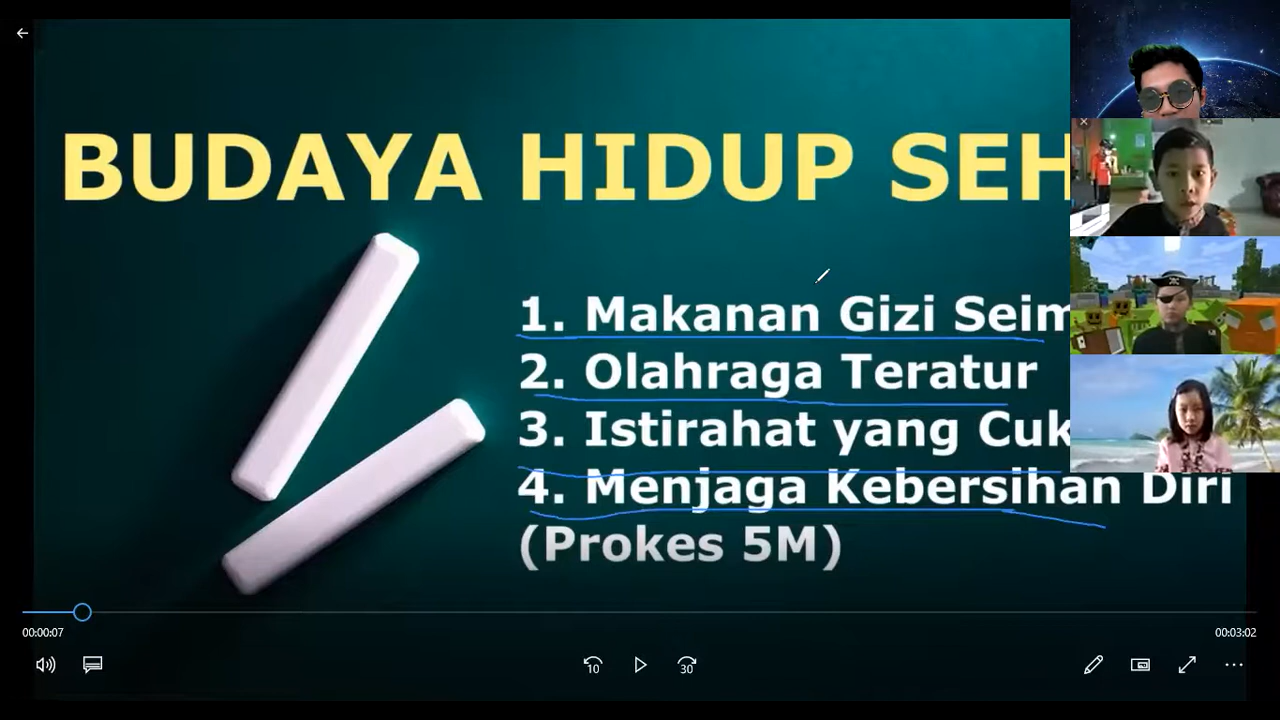 BUDAYA HIDUP SEH
1. Makanan Gizi Seim
2. Olahraga Teratur
3. Istirahat yang Cuk
4. Menjaga Kebersihan Diri
(Prokes 5M)
00:00:07
00:03:02
10
30